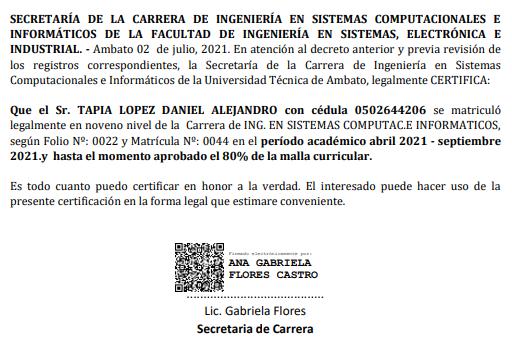 SECRETARÍA DE LA CARRERA DE INGENIERÍA EN SISTEMAS COMPUTACIONALES E
INFORMÁTICOS DE LA FACULTAD DE INGENIERÍA EN SISTEMAS, ELECTRÓNICA E
INDUSTRIAL. - Ambato 02 de julio, 2021. En atención al decreto anterior y previa revisión de
los registros correspondientes, la Secretaría de la Carrera de Ingeniería en Sistemas
Computacionales e Informáticos de la Universidad Técnica de Ambato, legalmente CERTIFICA:
Que el Sr. TAPIA LOPEZ DANIEL ALEJANDRO con cédula 0502644206 se matriculó
legalmente en noveno nivel de la Carrera de ING. EN SISTEMAS COMPUTAC.E INFORMATICOS,
según Folio Nº: 0022 y Matrícula Nº: 0044 en el período académico abril 2021 - septiembre
2021.y hasta el momento aprobado el 80% de la malla curricular.
Es todo cuanto puedo certificar en honor a la verdad. El interesado puede hacer uso de la
presente certificación en la forma legal que estimare conveniente.
Firmado electrónicamente por:
ANA GABRIELA
FLORES CASTRO
Lic. Gabriela Flores
Secretaria de Carrera